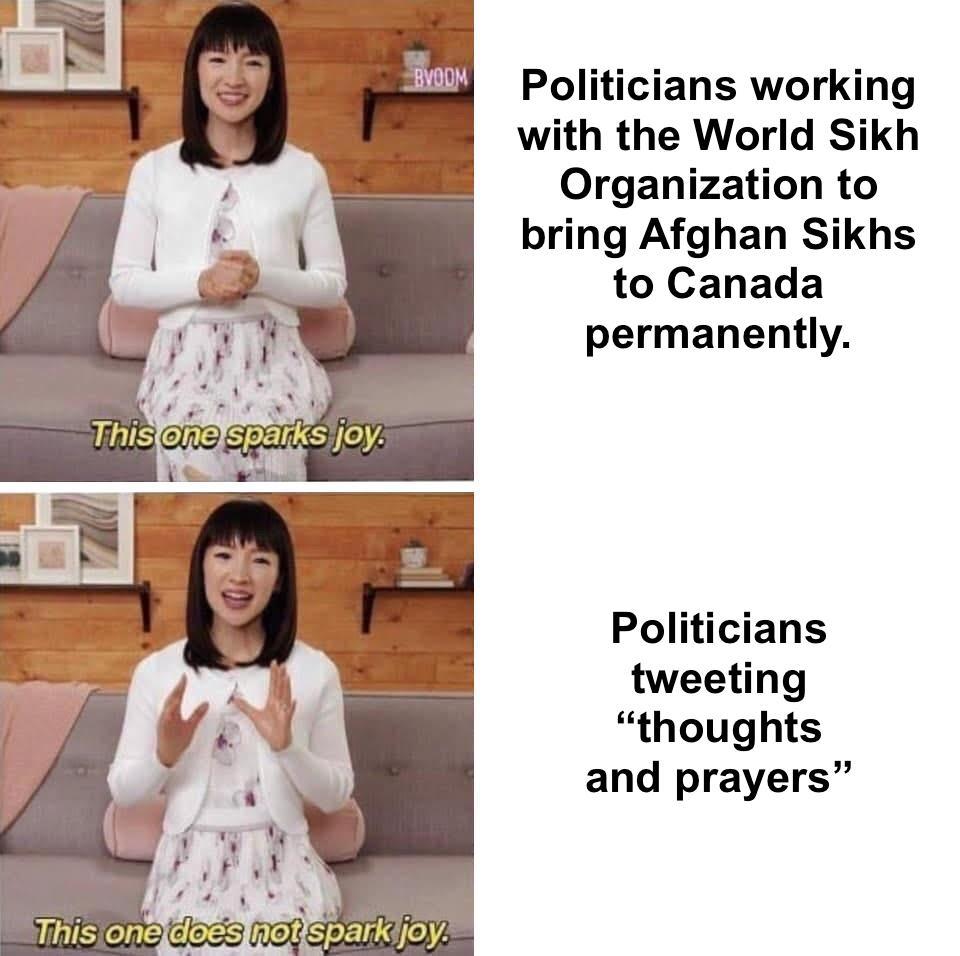 BVODM
Politicians working
with the World Sikh
Organization to
bring Afghan Sikhs
to Canada
permanently.
This one sparks joy.
Politicians
tweeting
“thoughts
and prayers”
This one does not spark joy.